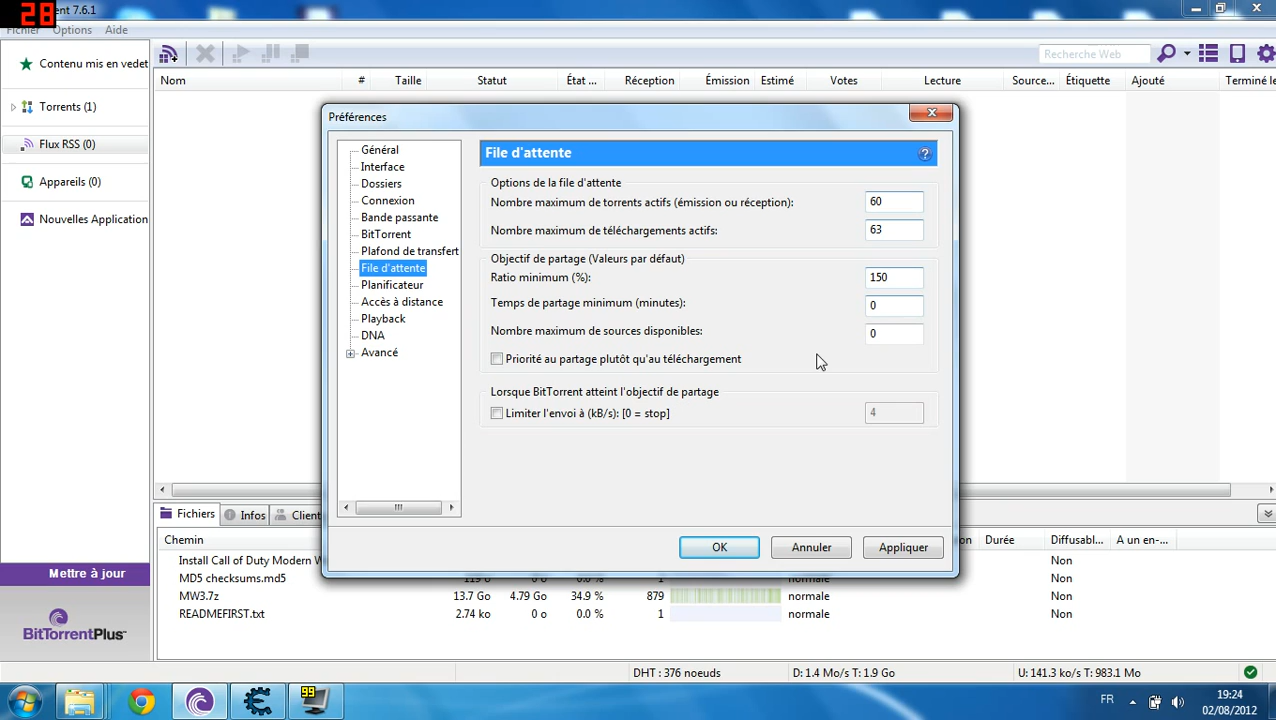 28
ent 7.6.1
Fichier Options Aide
Contenu mis en vedet
Recherche Web
Nom # Taille Statut État ... Réception Émission Estimé Votes Lecture Source... Étiquette Ajouté Terminé le
Torrents (1)
Flux RSS (0)
Appareils (0)
Nouvelles Application
Préférences
Général
Interface
Dossiers
Connexion
Bande passante
BitTorrent
Plafond de transfert
File d'attente
Planificateur
Accès à distance
Playback
DNA
Avancé
File d'attente
Options de la file d'attente
Nombre maximum de torrents actifs (émission ou réception): 60
Nombre maximum de téléchargements actifs: 63
Objectif de partage (Valeurs par défaut)
Ratio minimum (%): 150
Temps de partage minimum (minutes): 0
Nombre maximum de sources disponibles: 0
Priorité au partage plutôt qu'au téléchargement
Lorsque BitTorrent atteint l'objectif de partage
Limiter l'envoi à (kB/s): [0 = stop] 4
OK Annuler Appliquer
Fichiers Infos Client
Chemin Durée Diffusabl... A un en-...
Install Call of Duty Modern W Non
MD5 checksums.md5 0.0 % 1 normale Non
MW3.7z 13.7 Go 4.79 Go 34.9 % 879 normale Non
READMEFIRST.txt 2.74 ko 0 o 0.0 % 1 normale Non
Mettre à jour
BitTorrentPlus
DHT : 376 noeuds D: 1.4 Mo/s T: 1.9 Go U: 141.3 ko/s T: 983.1 Mo
99
FR
19:24
02/08/2012